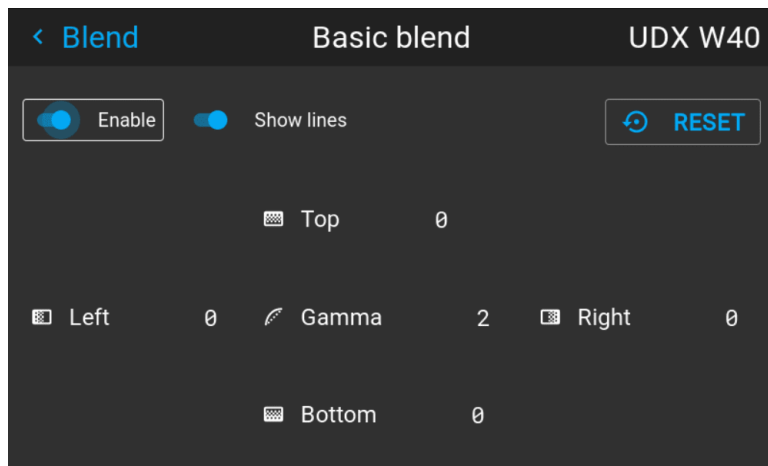 Blend Basic blend UDX W40
Enable Show lines RESET
Top 0
Left 0 Gamma 2 Right 0
Bottom 0